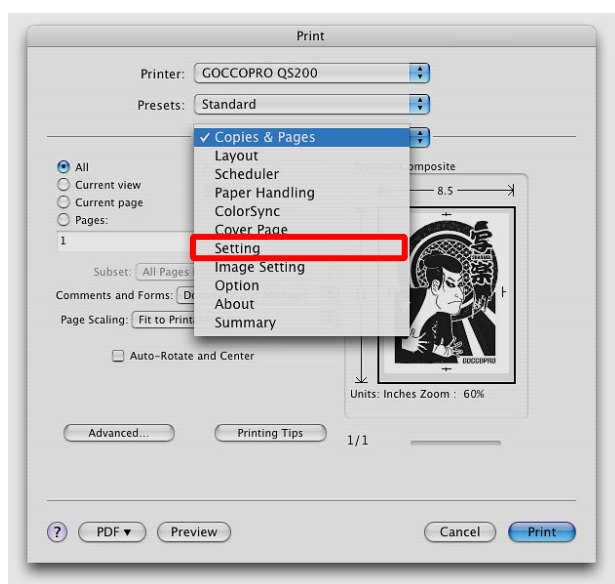 Print
Printer: GOCCOPRO QS200
Presets: Standard
✓ Copies & Pages
Layout
Scheduler
Paper Handling
ColorSync
Cover Page
Setting
Image Setting
Option
About
Summary
All
Current view
Current page
Pages:
1
Subset: All Pages
Comments and Forms:
Page Scaling: Fit to Print
Auto-Rotate and Center
Composite
8.5
写楽
GOCCOPRO
Units: Inches Zoom : 60%
Advanced...
Printing Tips
1/1
?
PDF▼
Preview
Cancel
Print